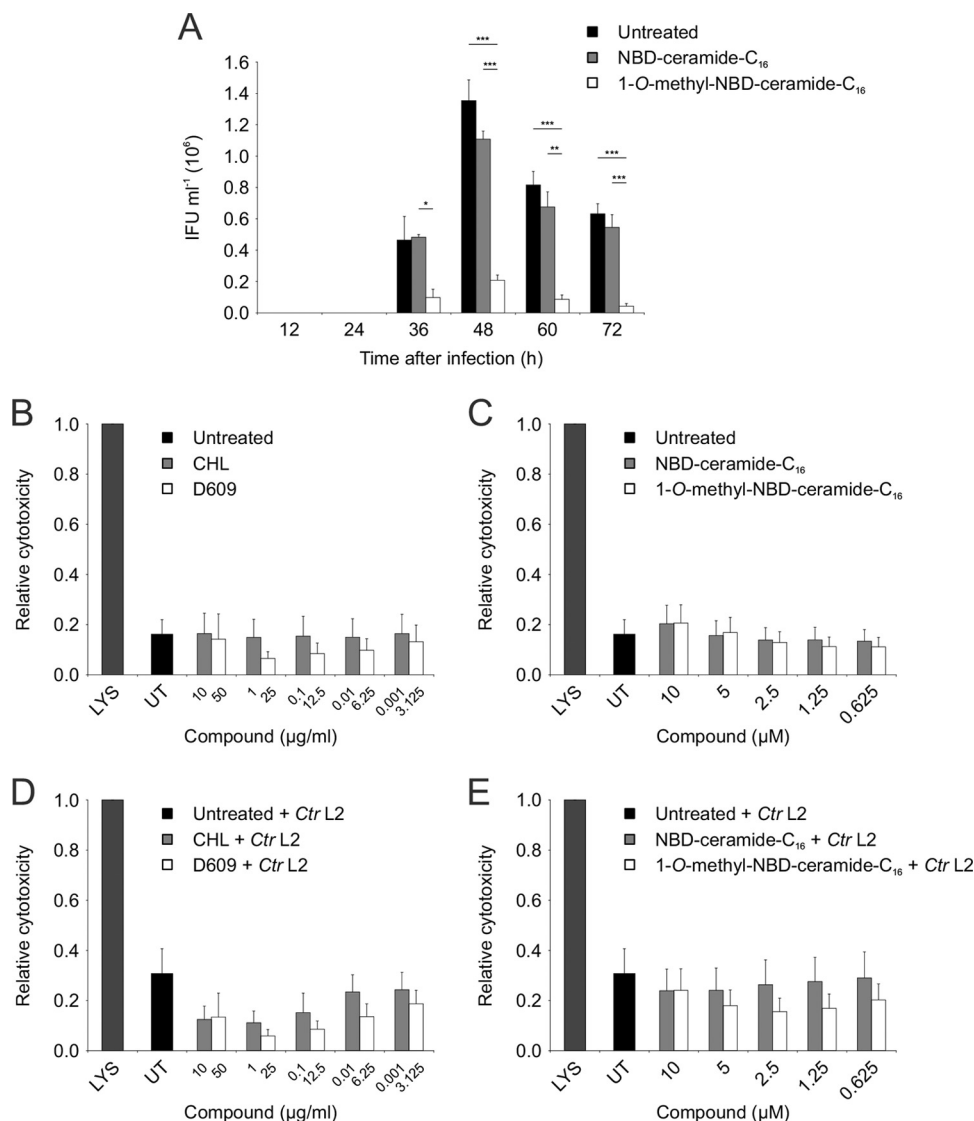 A
Untreated
NBD-ceramide-C₁₆
1-O-methyl-NBD-ceramide-C₁₆
IFU ml⁻¹ (10⁶)
1.6
1.4
1.2
1.0
0.8
0.6
0.4
0.2
0.0
*
***
***
***
**
***
***
12 24 36 48 60 72
Time after infection (h)
B
Relative cytotoxicity
1.0
0.8
0.6
0.4
0.2
0.0
Untreated
CHL
D609
LYS UT 10 50 1 25 0.1 12.5 0.01 6.25 0.001 3.125
Compound (µg/ml)
C
Relative cytotoxicity
1.0
0.8
0.6
0.4
0.2
0.0
Untreated
NBD-ceramide-C₁₆
1-O-methyl-NBD-ceramide-C₁₆
LYS UT 10 5 2.5 1.25 0.625
Compound (µM)
D
Relative cytotoxicity
1.0
0.8
0.6
0.4
0.2
0.0
Untreated + Ctr L2
CHL + Ctr L2
D609 + Ctr L2
LYS UT 10 50 1 25 0.1 12.5 0.01 6.25 0.001 3.125
Compound (µg/ml)
E
Relative cytotoxicity
1.0
0.8
0.6
0.4
0.2
0.0
Untreated + Ctr L2
NBD-ceramide-C₁₆ + Ctr L2
1-O-methyl-NBD-ceramide-C₁₆ + Ctr L2
LYS UT 10 5 2.5 1.25 0.625
Compound (µM)